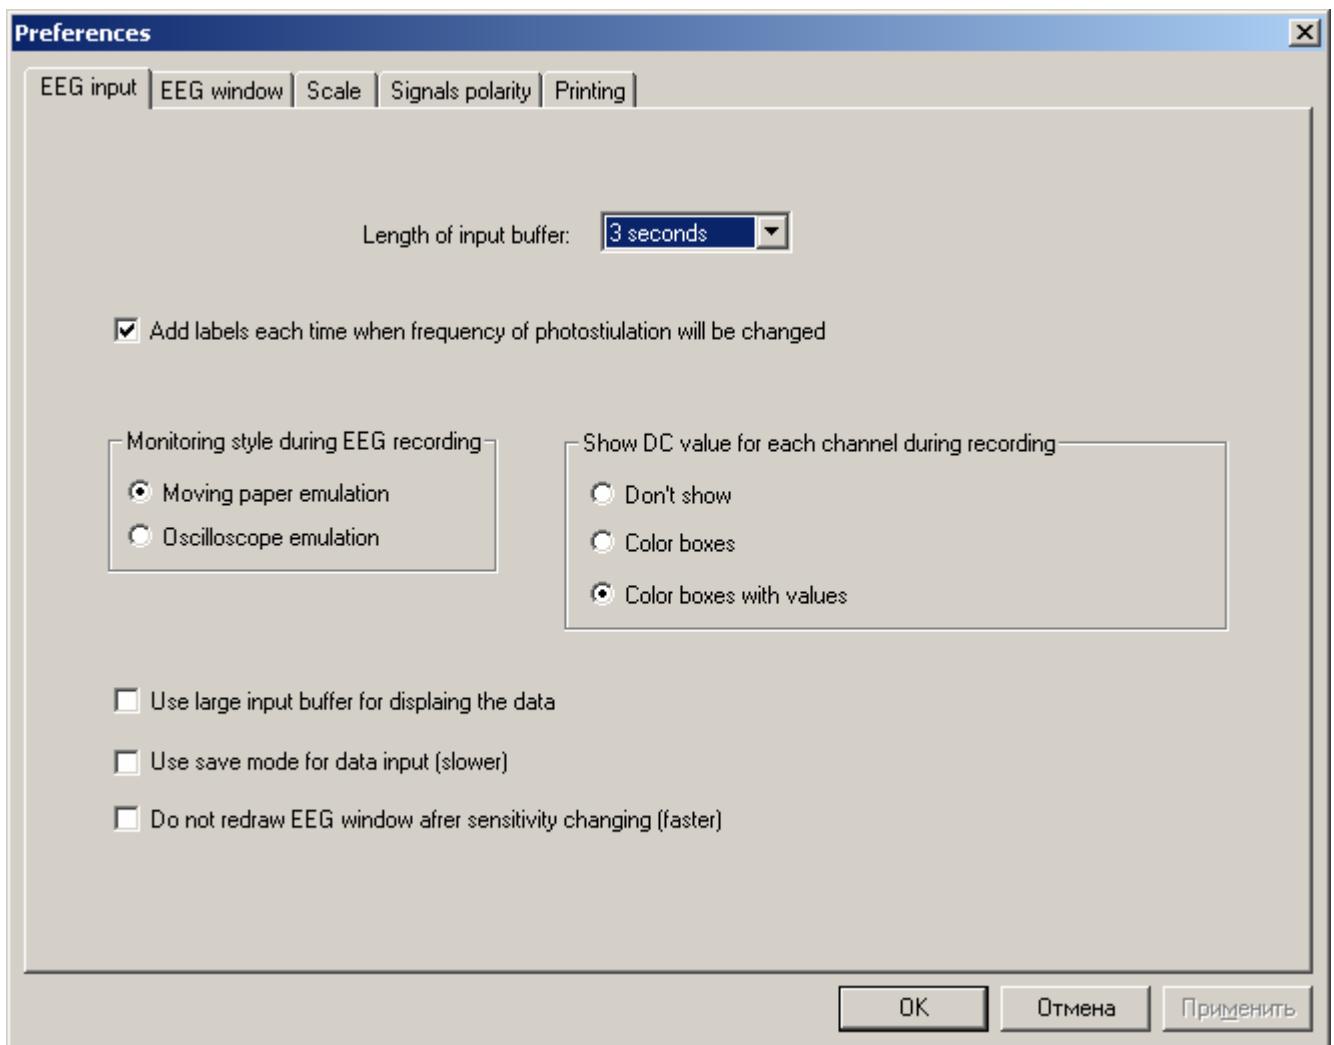 Preferences
EEG input EEG window Scale Signals polarity Printing
Length of input buffer: 3 seconds
Add labels each time when frequency of photostiulation will be changed
Monitoring style during EEG recording Show DC value for each channel during recording
Moving paper emulation Don't show
Oscilloscope emulation Color boxes
Color boxes with values
Use large input buffer for displaing the data
Use save mode for data input (slower)
Do not redraw EEG window afrer sensitivity changing (faster)
OK Отмена Применить